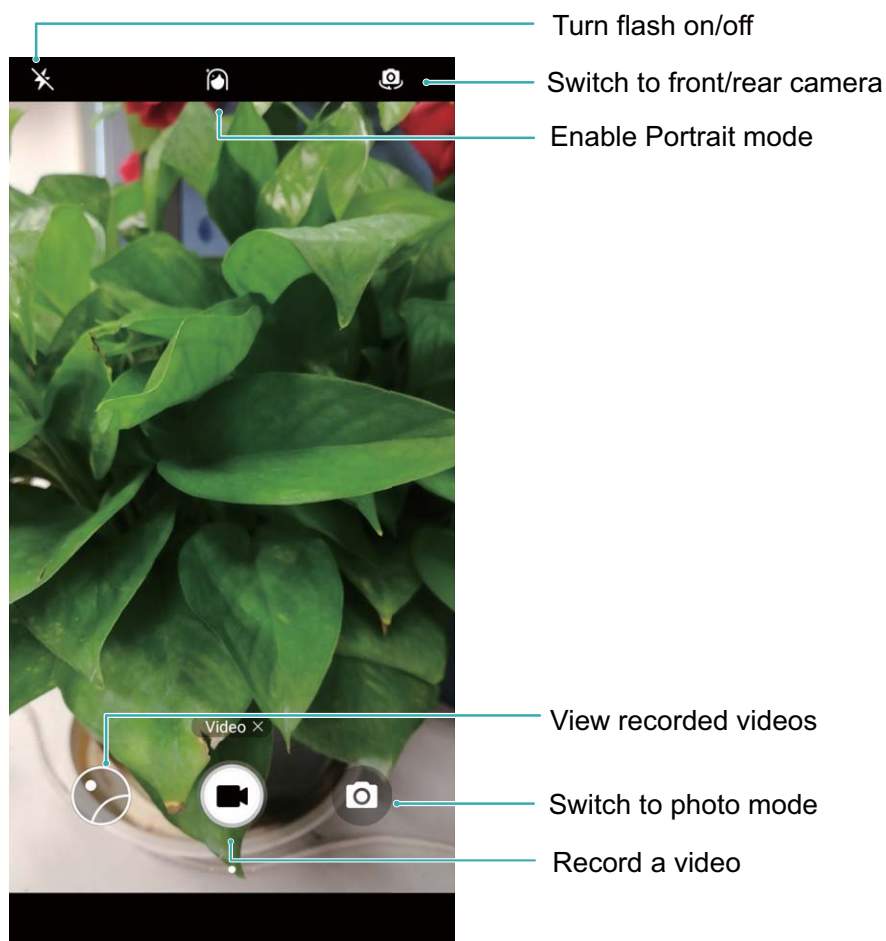 Turn flash on/off
Switch to front/rear camera
Enable Portrait mode
Video ×
View recorded videos
Switch to photo mode
Record a video